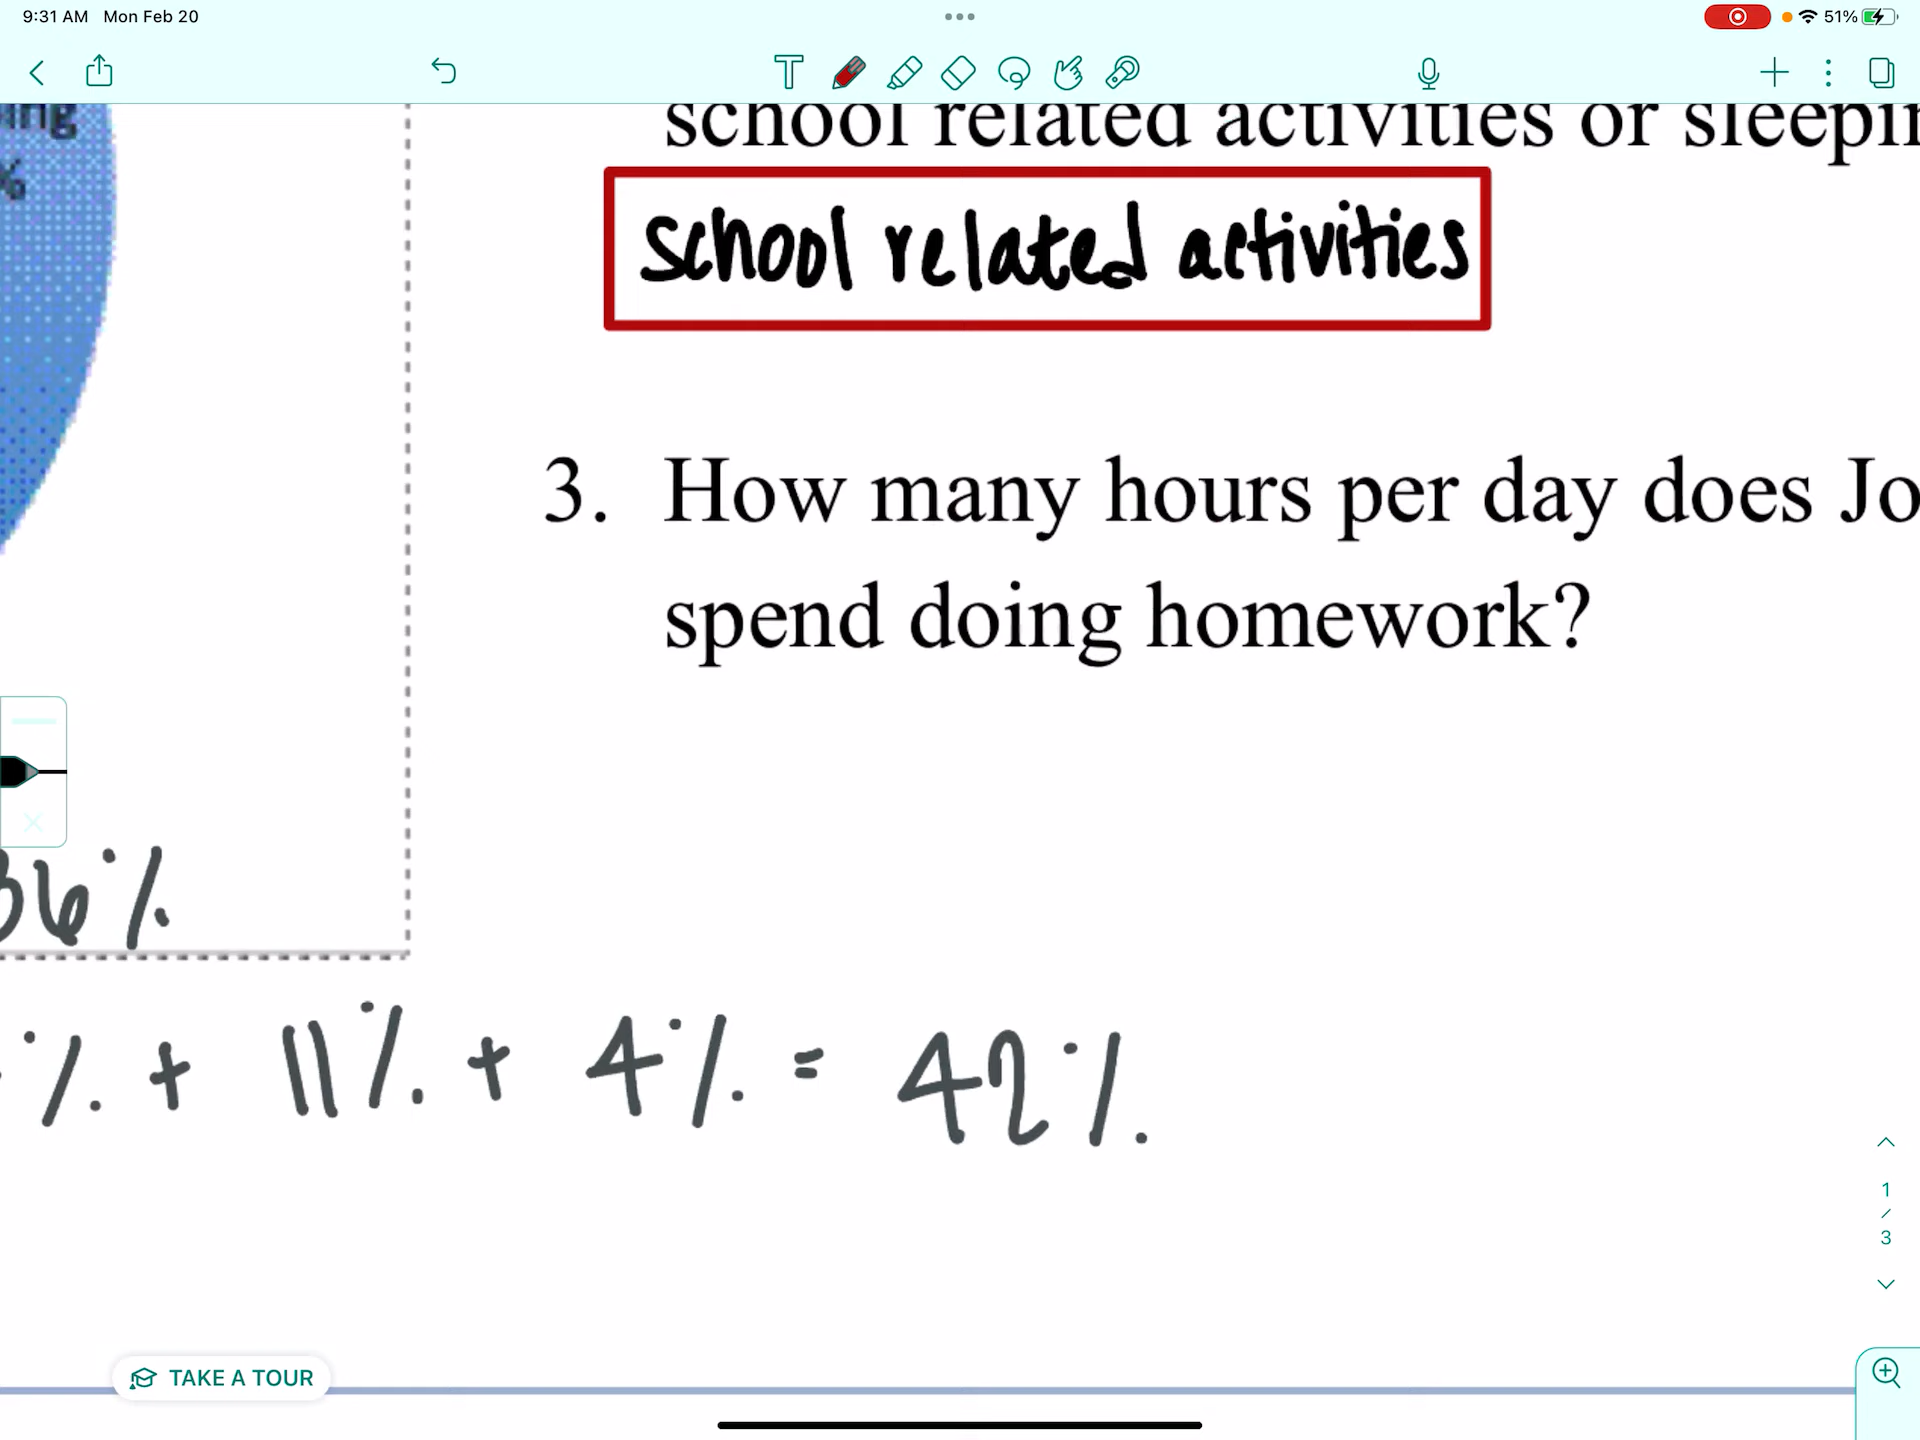 9:31 AM Mon Feb 20
51%
T
ing
%
school related activities or
school related activities
3. How many hours per day does Jo
spend doing homework?
36%
% + 11% + 4% = 42%
1
/
3
TAKE A TOUR